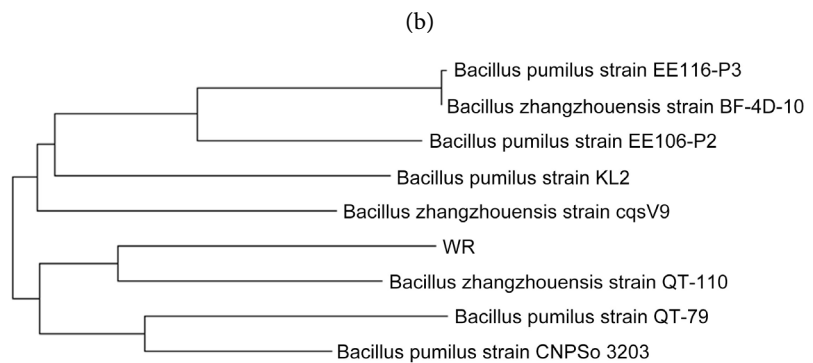 (b)
Bacillus pumilus strain EE116-P3
Bacillus zhangzhouensis strain BF-4D-10
Bacillus pumilus strain EE106-P2
Bacillus pumilus strain KL2
Bacillus zhangzhouensis strain cqsV9
WR
Bacillus zhangzhouensis strain QT-110
Bacillus pumilus strain QT-79
Bacillus pumilus strain CNPSo 3203